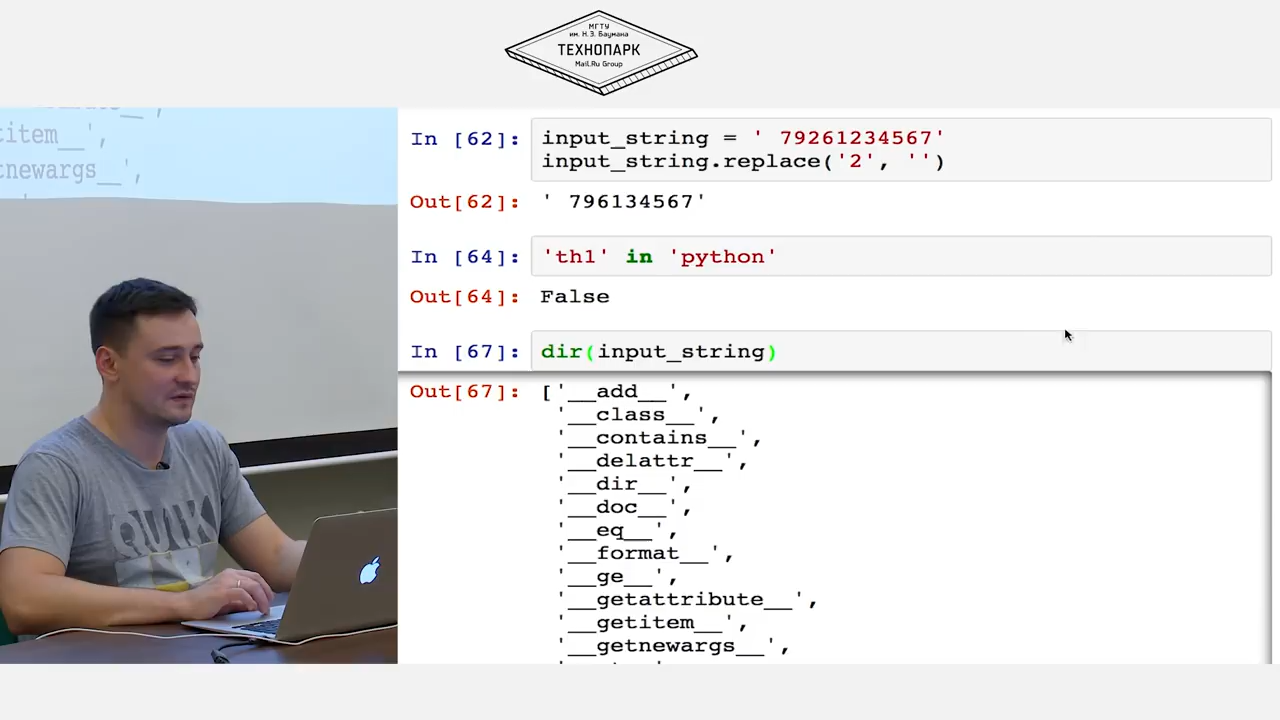 МГТУ
им. Н.Э. Баумана
ТЕХНОПАРК
Mail.Ru Group
titem__',
newargs__',
QUIK
In [62]: input_string = ' 79261234567'
input_string.replace('2', '')
Out[62]: ' 796134567'
In [64]: 'th1' in 'python'
Out[64]: False
In [67]: dir(input_string)
Out[67]: ['__add__',
'__class__',
'__contains__',
'__delattr__',
'__dir__',
'__doc__',
'__eq__',
'__format__',
'__ge__',
'__getattribute__',
'__getitem__',
'__getnewargs__',